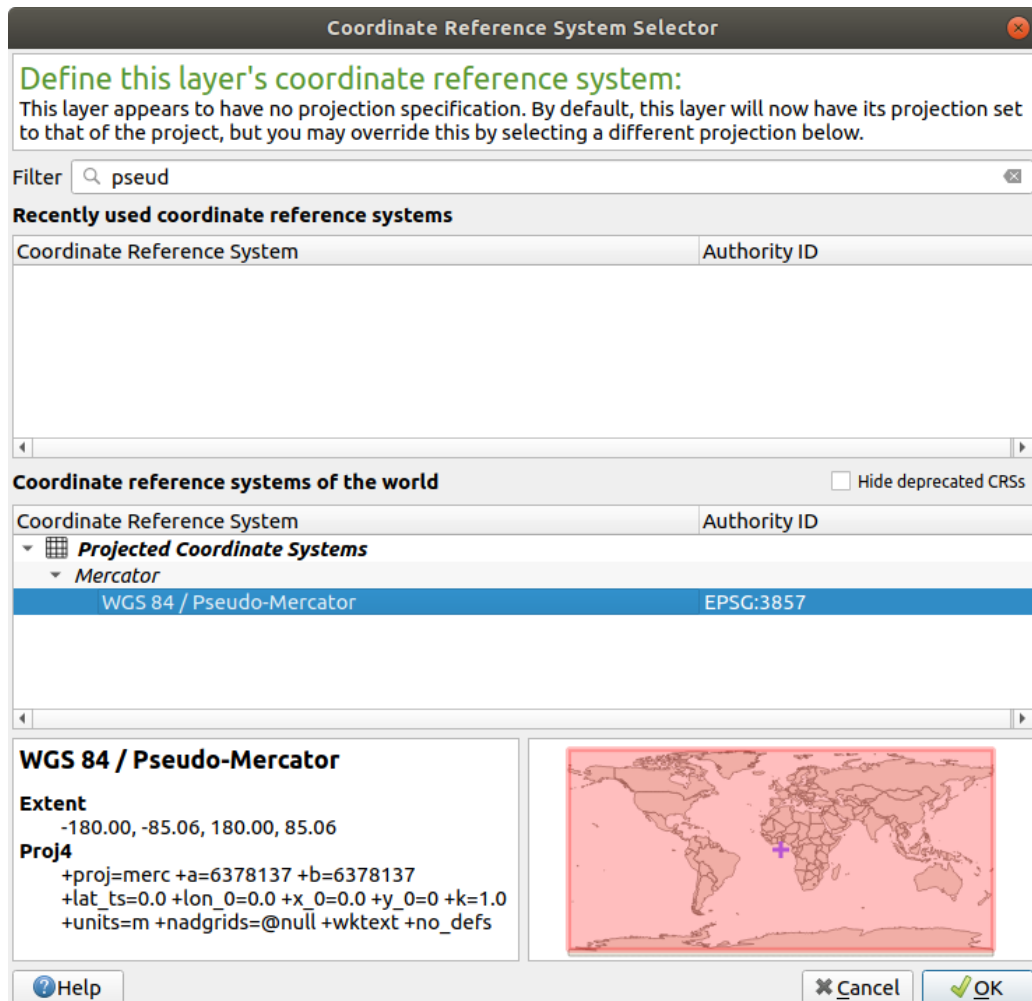 Coordinate Reference System Selector
Define this layer's coordinate reference system:
This layer appears to have no projection specification. By default, this layer will now have its projection set
to that of the project, but you may override this by selecting a different projection below.
Filter pseud
Recently used coordinate reference systems
Coordinate Reference System Authority ID
Coordinate reference systems of the world Hide deprecated CRSs
Coordinate Reference System Authority ID
Projected Coordinate Systems
Mercator
WGS 84 / Pseudo-Mercator EPSG:3857
WGS 84 / Pseudo-Mercator
Extent
-180.00, -85.06, 180.00, 85.06
Proj4
+proj=merc +a=6378137 +b=6378137
+lat_ts=0.0 +lon_0=0.0 +x_0=0.0 +y_0=0 +k=1.0
+units=m +nadgrids=@null +wktext +no_defs
Help Cancel OK